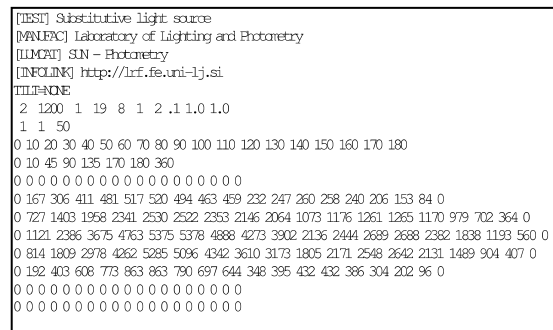 [TEST] Substitutive light source
[MANUFAC] Laboratory of Lighting and Photometry
[LUMCAT] SUN - Photometry
[INFOLINK] http://lrf.fe.uni-lj.si
TILT=NONE
2 1200 1 19 8 1 2 .1 1.0 1.0
1 1 50
0 10 20 30 40 50 60 70 80 90 100 110 120 130 140 150 160 170 180
0 10 45 90 135 170 180 360
0 0 0 0 0 0 0 0 0 0 0 0 0 0 0 0 0 0 0
0 167 306 411 481 517 520 494 463 459 232 247 260 258 240 206 153 84 0
0 727 1403 1958 2341 2530 2522 2353 2146 2064 1073 1176 1261 1265 1170 979 702 364 0
0 1121 2386 3675 4763 5375 5378 4888 4273 3902 2136 2444 2689 2688 2382 1838 1193 560 0
0 814 1809 2978 4262 5285 5096 4342 3610 3173 1805 2171 2548 2642 2131 1489 904 407 0
0 192 403 608 773 863 863 790 697 644 348 395 432 432 386 304 202 96 0
0 0 0 0 0 0 0 0 0 0 0 0 0 0 0 0 0 0 0
0 0 0 0 0 0 0 0 0 0 0 0 0 0 0 0 0 0 0